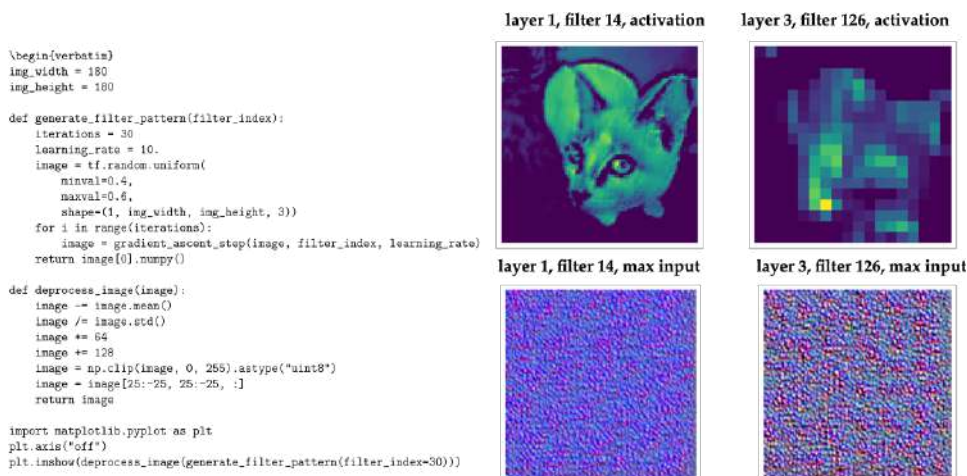 \begin{verbatim}
img_width = 180
img_height = 180
def generate_filter_pattern(filter_index):
iterations = 30
learning_rate = 10.
image = tf.random.uniform(
minval=0.4,
maxval=0.6,
shape=(1, img_width, img_height, 3))
for i in range(iterations):
image = gradient_ascent_step(image, filter_index, learning_rate)
return image[0].numpy()
def deprocess_image(image):
image -= image.mean()
image /= image.std()
image *= 64
image += 128
image = np.clip(image, 0, 255).astype("uint8")
image = image[25:-25, 25:-25, :]
return image
import matplotlib.pyplot as plt
plt.axis("off")
plt.imshow(deprocess_image(generate_filter_pattern(filter_index=30)))
layer 1, filter 14, activation
layer 3, filter 126, activation
layer 1, filter 14, max input
layer 3, filter 126, max input